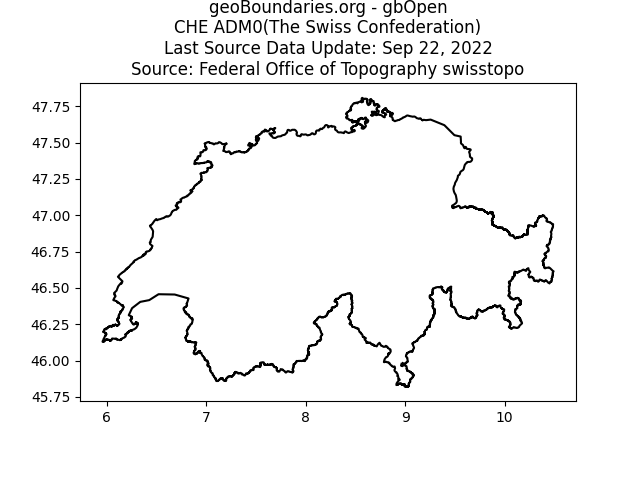 geoBoundaries.org - gbOpen
CHE ADM0(The Swiss Confederation)
Last Source Data Update: Sep 22, 2022
Source: Federal Office of Topography swisstopo
47.75
47.50
47.25
47.00
46.75
46.50
46.25
46.00
45.75
6 7 8 9 10